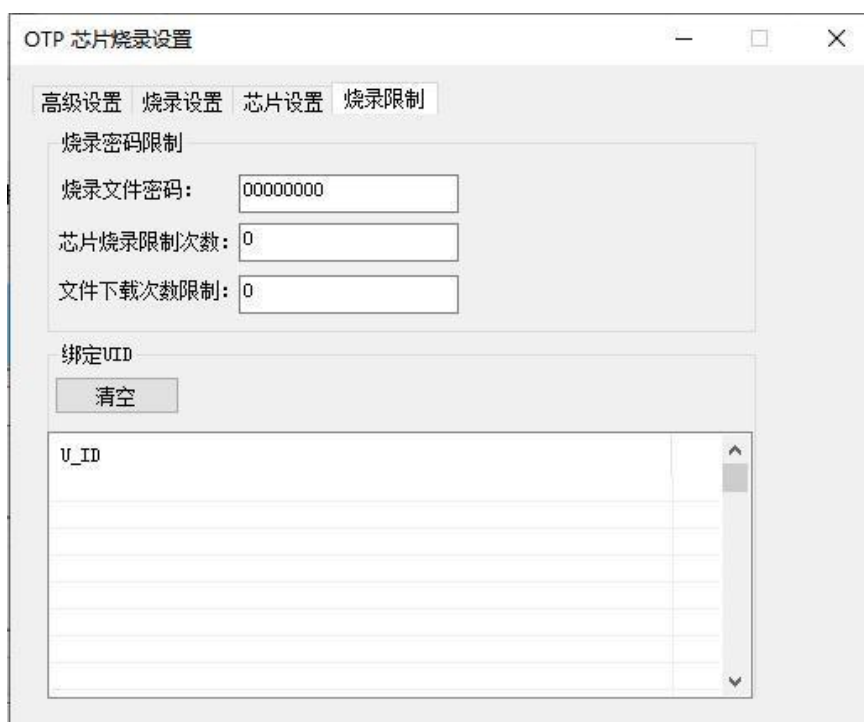 OTP 芯片烧录设置
高级设置 烧录设置 芯片设置 烧录限制
烧录密码限制
烧录文件密码: 00000000
芯片烧录限制次数: 0
文件下载次数限制: 0
绑定UID
清空
U_ID